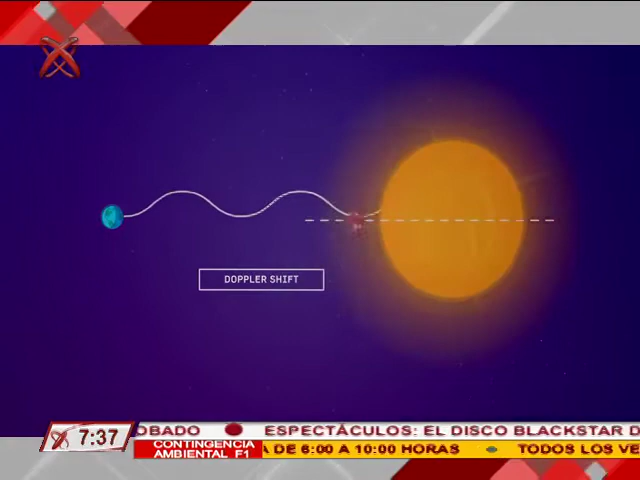 DOPPLER SHIFT
7:37
OBADO ESPECTÁCULOS: EL DISCO BLACKSTAR D
CONTINGENCIA
AMBIENTAL F1
A DE 6:00 A 10:00 HORAS TODOS LOS VE